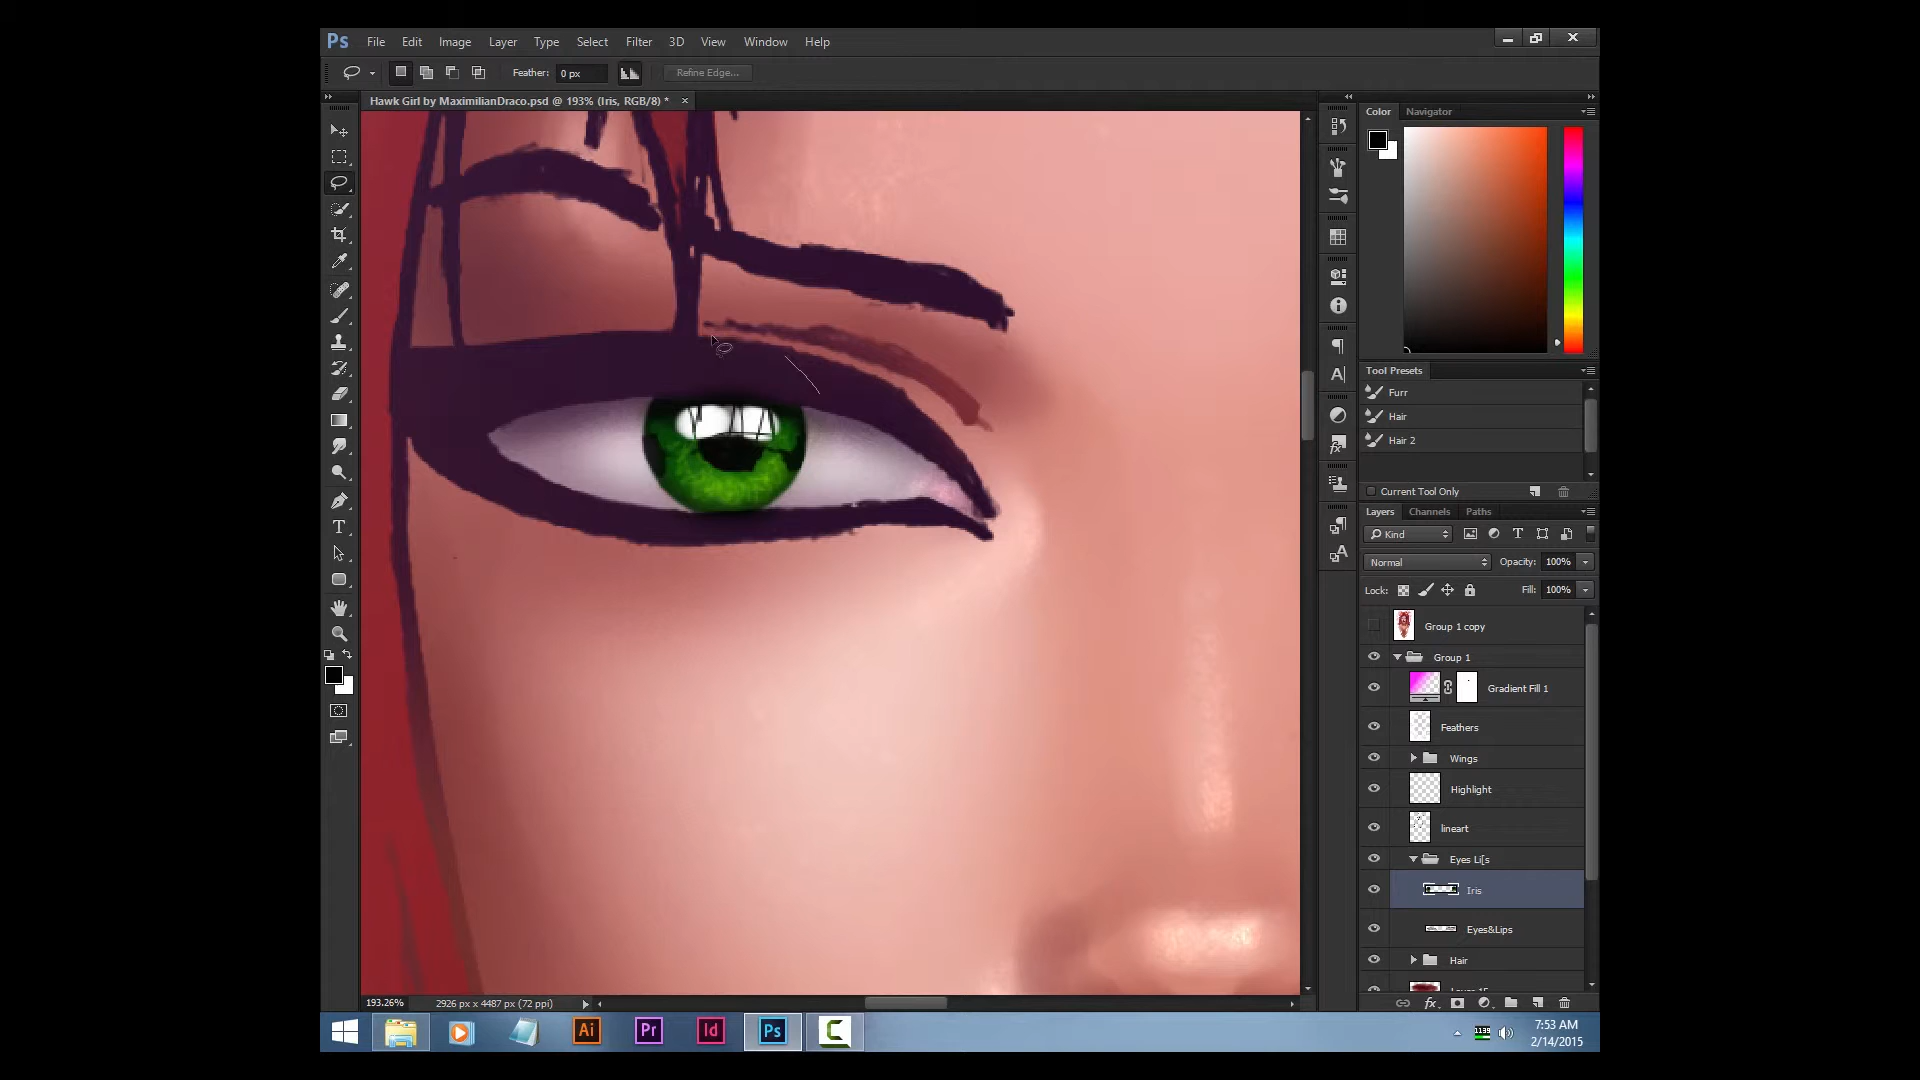 Ps File Edit Image Layer Type Select Filter 3D View Window Help
Feather: 0 px Refine Edge...
Hawk Girl by MaximilianDraco.psd @ 193% (Iris, RGB/8) *
Color Navigator
Tool Presets
Furr
Hair
Hair 2
Current Tool Only
Layers Channels Paths
Kind
Normal Opacity: 100%
Lock: Fill: 100%
Group 1 copy
Group 1
Gradient Fill 1
Feathers
Wings
Highlight
lineart
Eyes Li[s
Iris
Eyes&Lips
Hair
193.26% 2926 px x 4487 px (72 ppi)
fx
Ai Pr Id Ps C
7:53 AM
2/14/2015